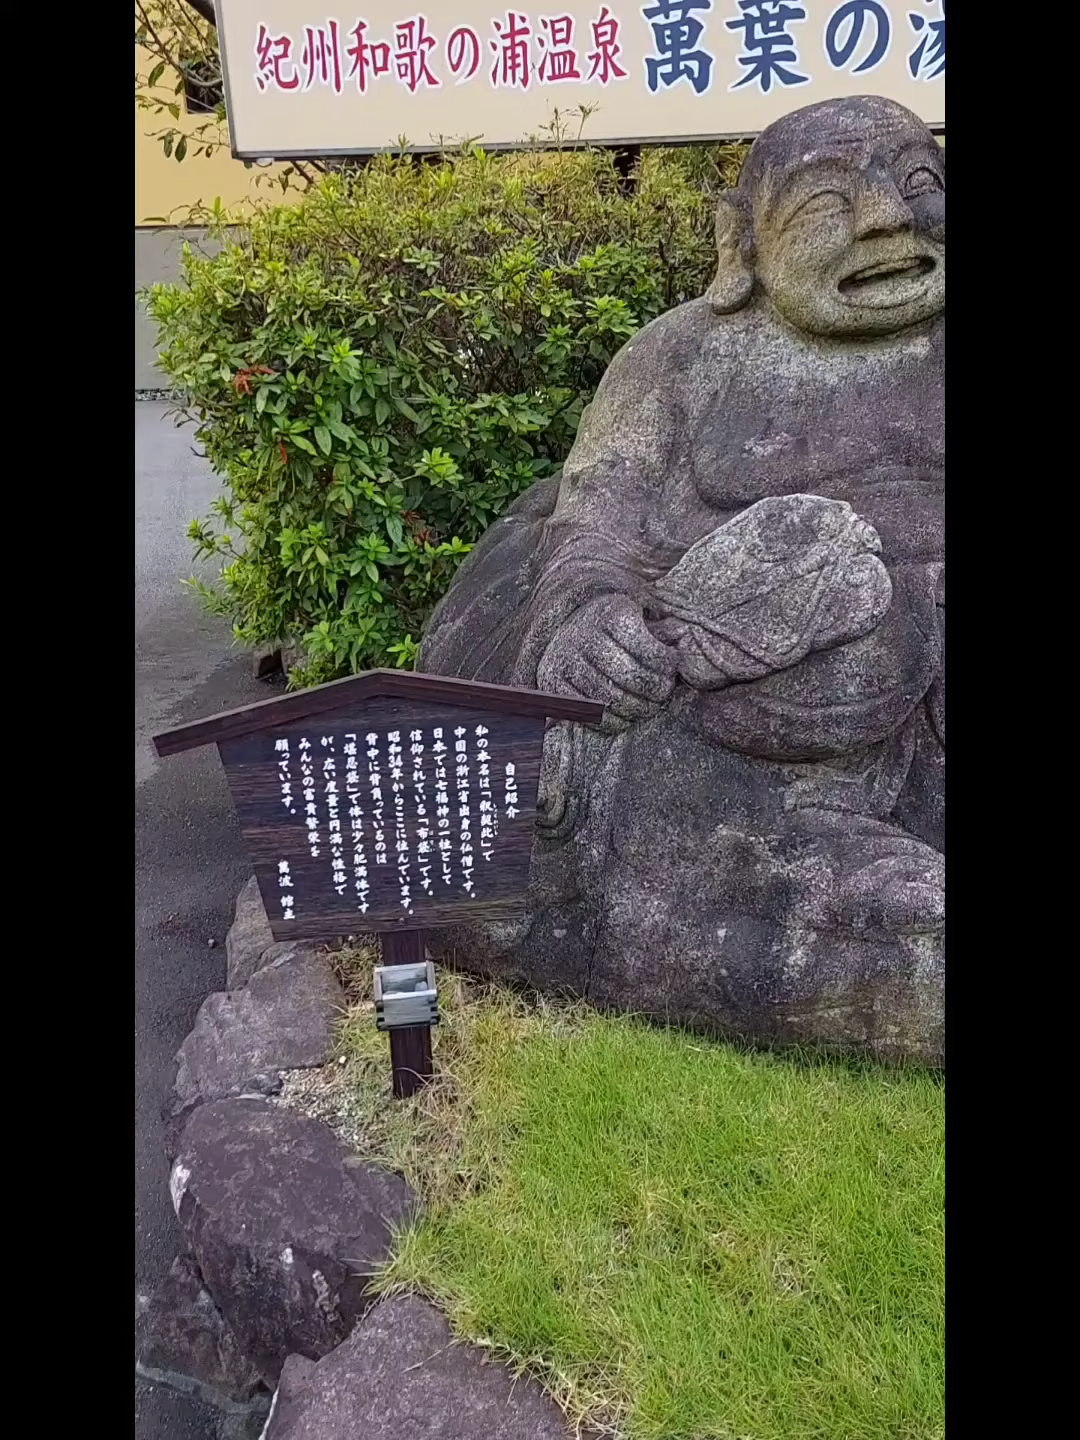 紀州和歌の浦温泉 萬葉の湯
自己紹介
私の本名は「釈契此」で
中国の浙江省出身の仏僧です。
日本では七福神の一柱として
信仰されている「布袋」です。
昭和34年からここに住んでいます。
背中に背負っているのは
「堪忍袋」で体は少々肥満体です
が、広い度量と円満な性格で
みんなの富貴繁栄を
願っています。
萬波 館主